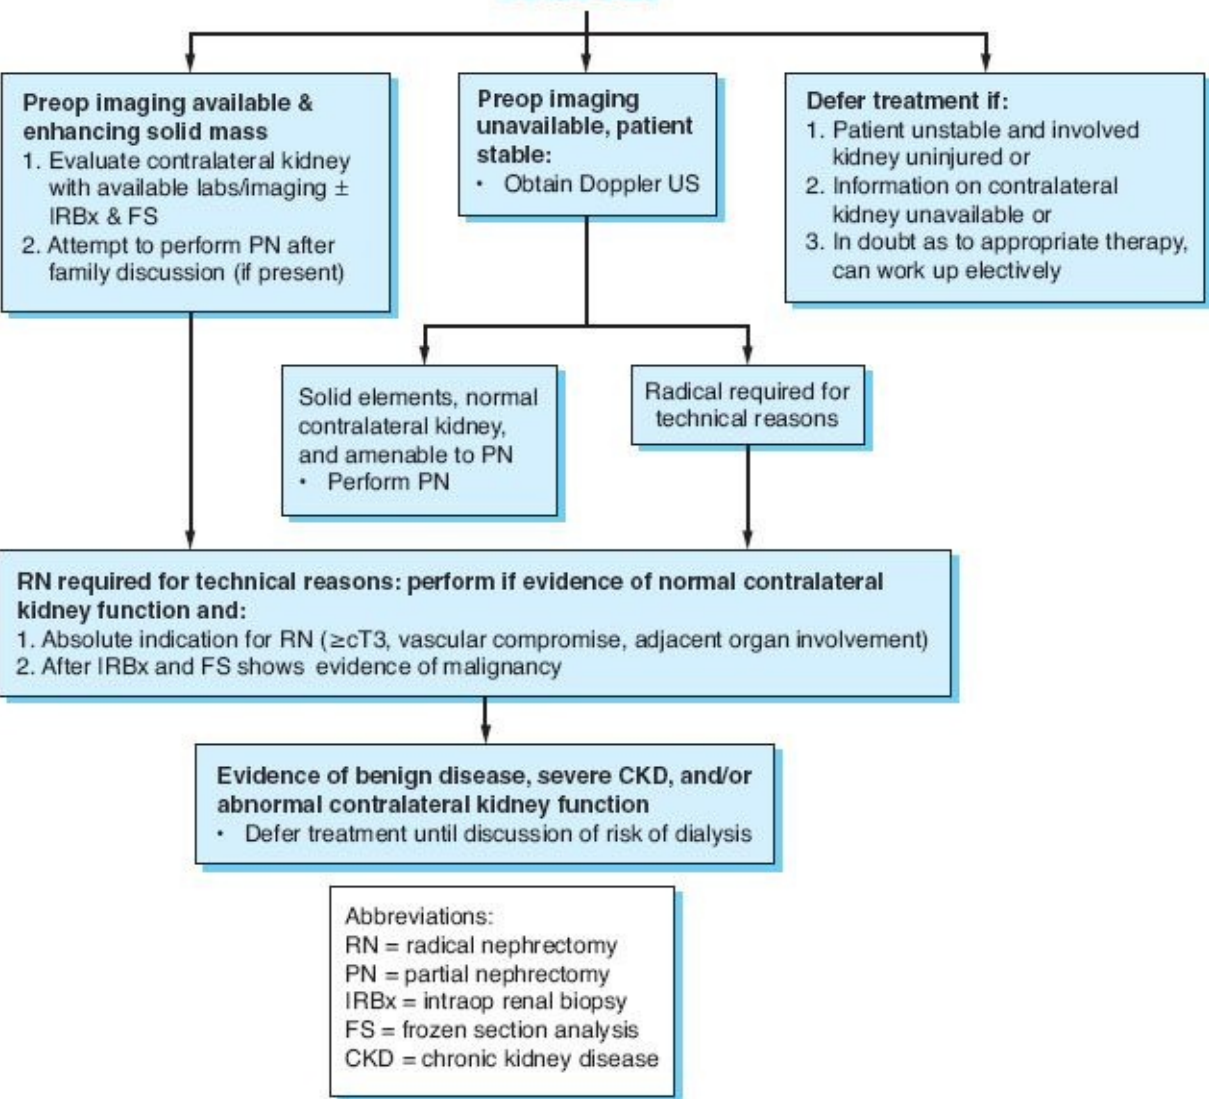 Preop imaging available &
enhancing solid mass
1. Evaluate contralateral kidney
with available labs/imaging ±
IRBx & FS
2. Attempt to perform PN after
family discussion (if present)
Preop imaging
unavailable, patient
stable:
• Obtain Doppler US
Defer treatment if:
1. Patient unstable and involved
kidney uninjured or
2. Information on contralateral
kidney unavailable or
3. In doubt as to appropriate therapy,
can work up electively
Solid elements, normal
contralateral kidney,
and amenable to PN
• Perform PN
Radical required for
technical reasons
RN required for technical reasons: perform if evidence of normal contralateral
kidney function and:
1. Absolute indication for RN (≥cT3, vascular compromise, adjacent organ involvement)
2. After IRBx and FS shows evidence of malignancy
Evidence of benign disease, severe CKD, and/or
abnormal contralateral kidney function
• Defer treatment until discussion of risk of dialysis
Abbreviations:
RN = radical nephrectomy
PN = partial nephrectomy
IRBx = intraop renal biopsy
FS = frozen section analysis
CKD = chronic kidney disease